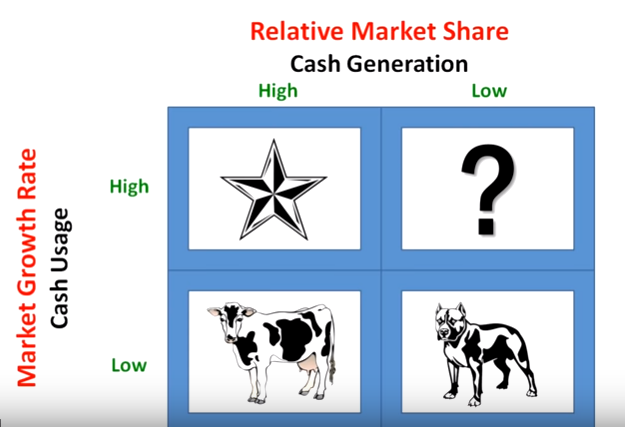 Relative Market Share
Cash Generation
High Low
Market Growth Rate
Cash Usage
High
?
Low